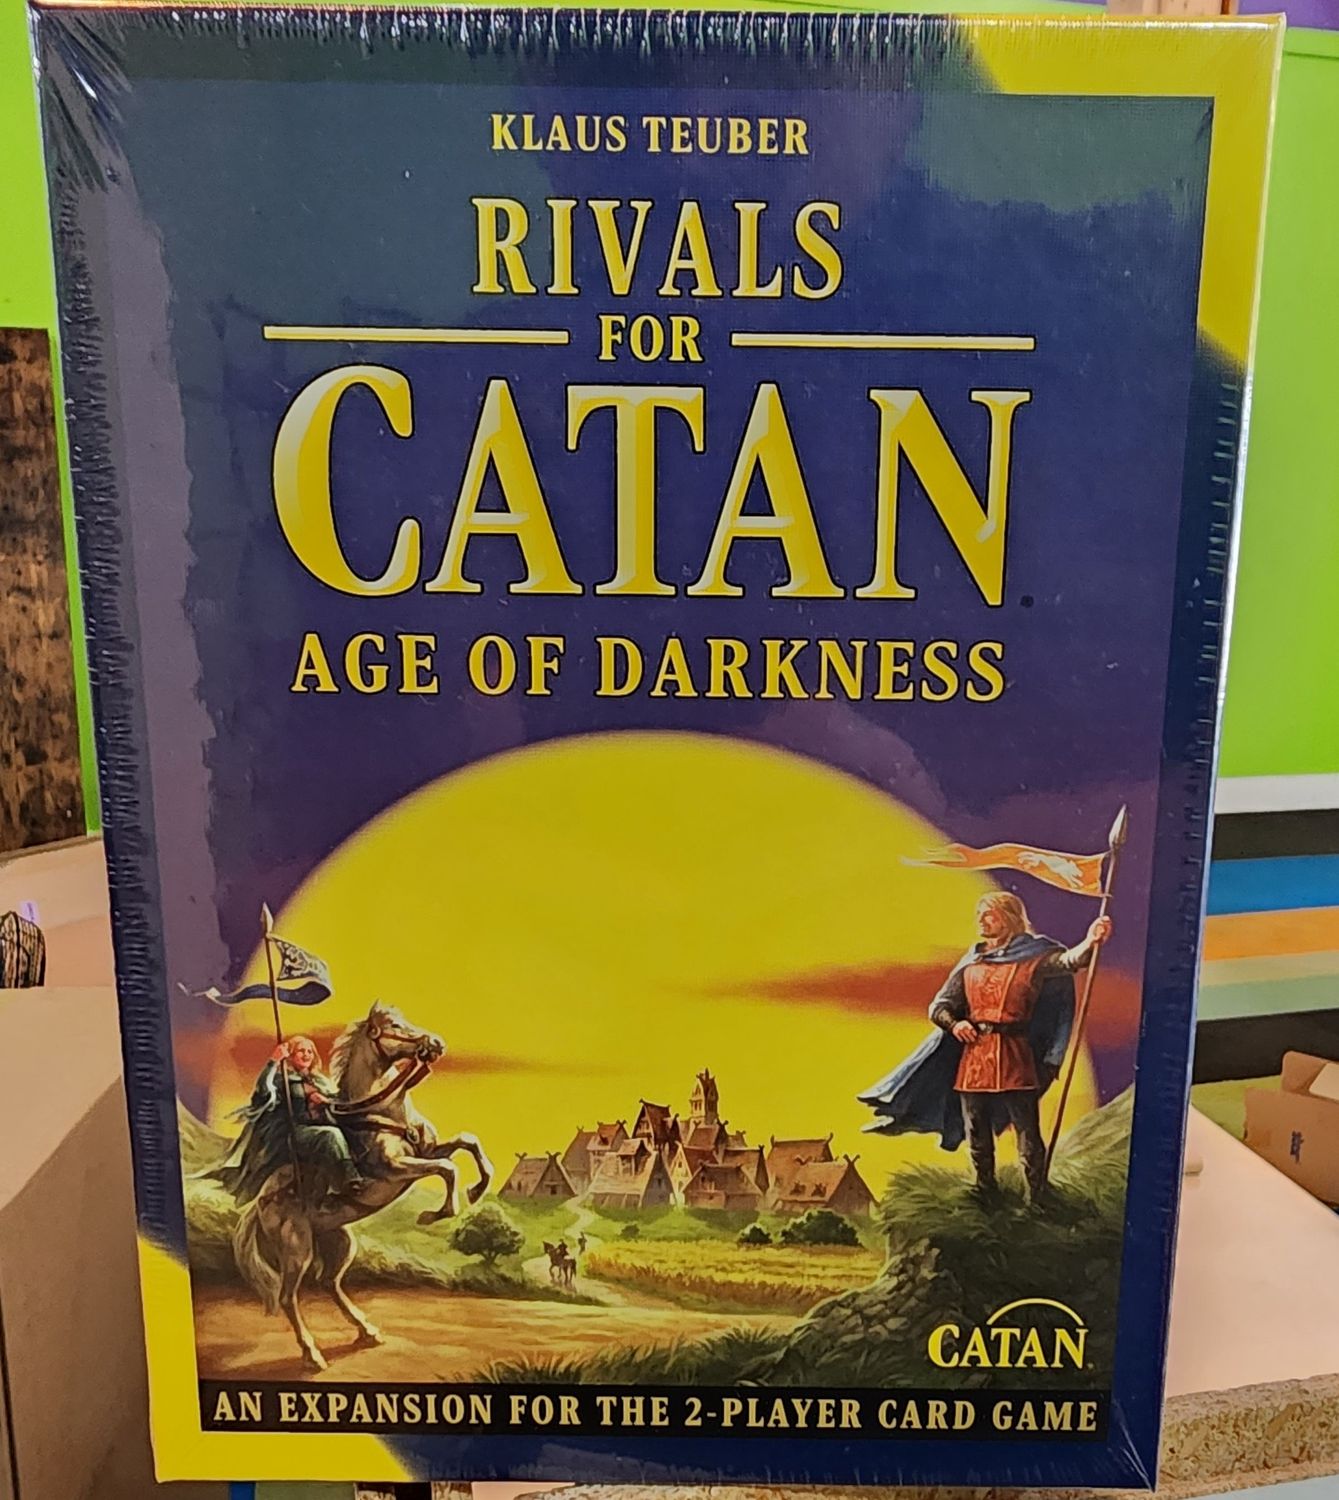 KLAUS TEUBER
RIVALS
FOR
CATAN
AGE OF DARKNESS
CATAN
AN EXPANSION FOR THE 2-PLAYER CARD GAME